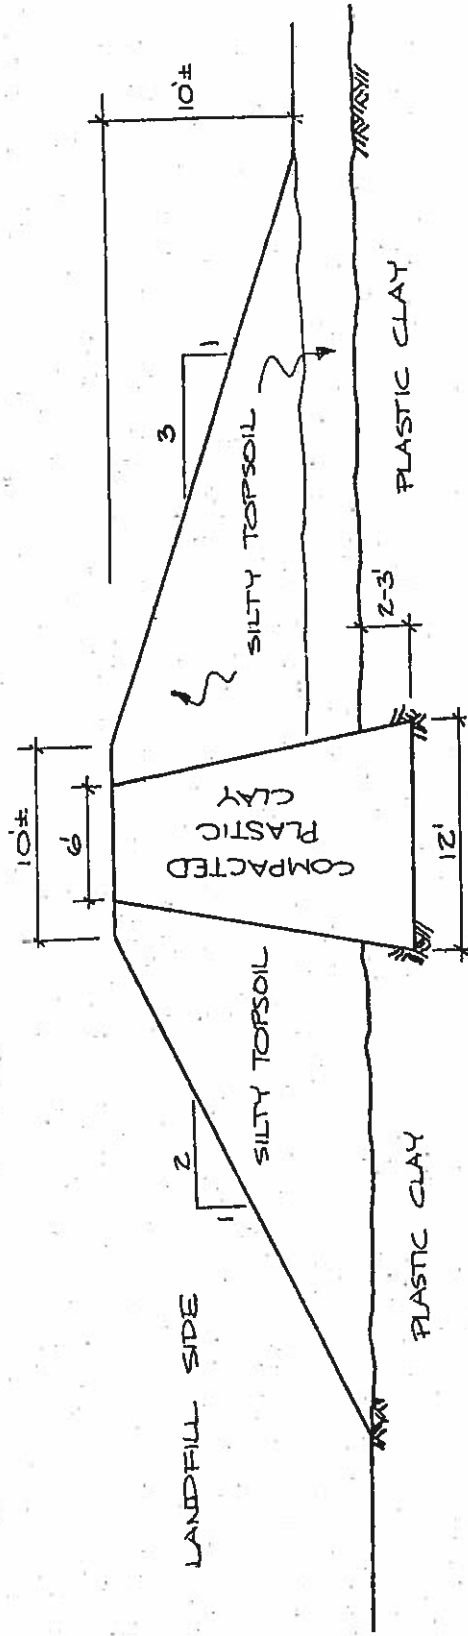 10'±
6'
10'±
3
1
2
1
LANDFILL SIDE
SILTY TOPSOIL
COMPACTED
PLASTIC
CLAY
SILTY TOPSOIL
2-3'
PLASTIC CLAY
12'
PLASTIC CLAY